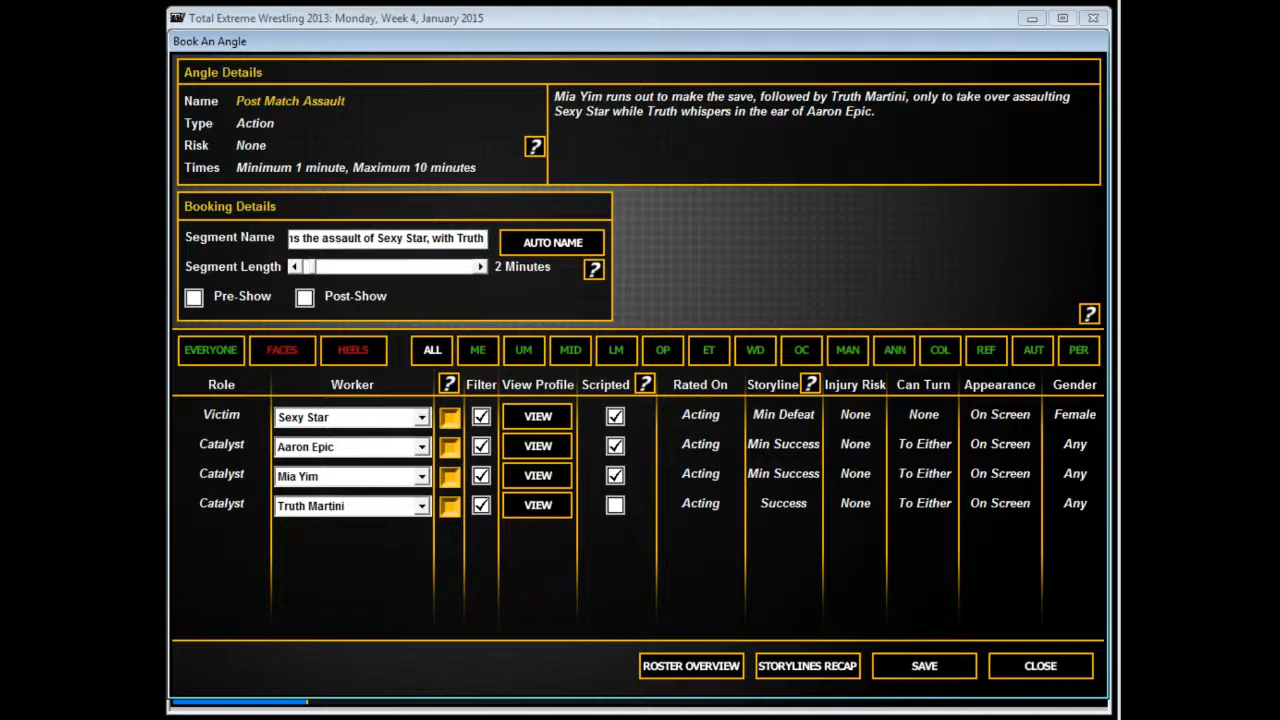 Total Extreme Wrestling 2013: Monday, Week 4, January 2015
Book An Angle
Angle Details
Name Post Match Assault
Type Action
Risk None
Times Minimum 1 minute, Maximum 10 minutes
?
Mia Yim runs out to make the save, followed by Truth Martini, only to take over assaulting
Sexy Star while Truth whispers in the ear of Aaron Epic.
Booking Details
Segment Name ns the assault of Sexy Star, with Truth AUTO NAME
Segment Length 2 Minutes ?
Pre-Show Post-Show
?
EVERYONE FACES HEELS ALL ME UM MID LM OP ET WD OC MAN ANN COL REF AUT PER
Role Worker ? Filter View Profile Scripted ? Rated On Storyline ? Injury Risk Can Turn Appearance Gender
Victim Sexy Star VIEW Acting Min Defeat None None On Screen Female
Catalyst Aaron Epic VIEW Acting Min Success None To Either On Screen Any
Catalyst Mia Yim VIEW Acting Min Success None To Either On Screen Any
Catalyst Truth Martini VIEW Acting Success None To Either On Screen Any
ROSTER OVERVIEW STORYLINES RECAP SAVE CLOSE